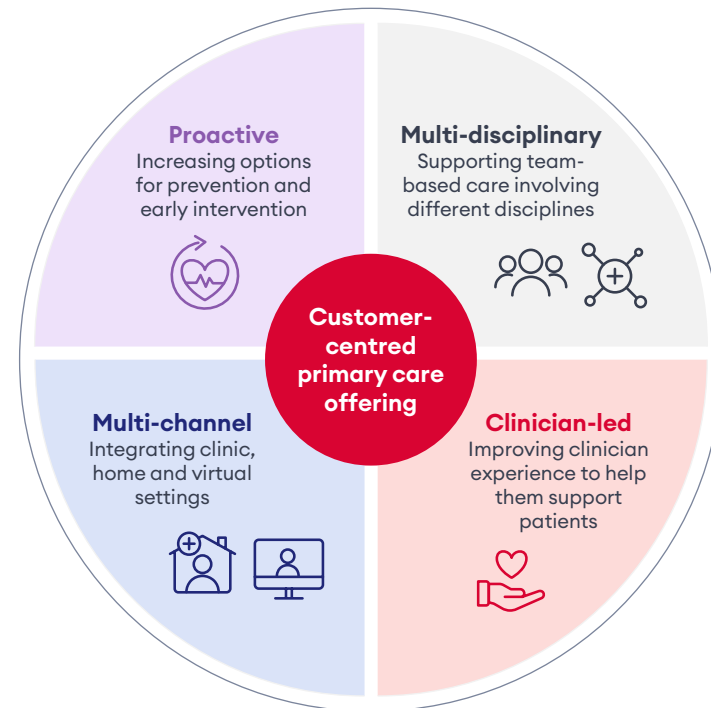 Proactive
Increasing options
for prevention and
early intervention
Multi-disciplinary
Supporting team-
based care involving
different disciplines
Customer-
centred
primary care
offering
Multi-channel
Integrating clinic,
home and virtual
settings
Clinician-led
Improving clinician
experience to help
them support
patients